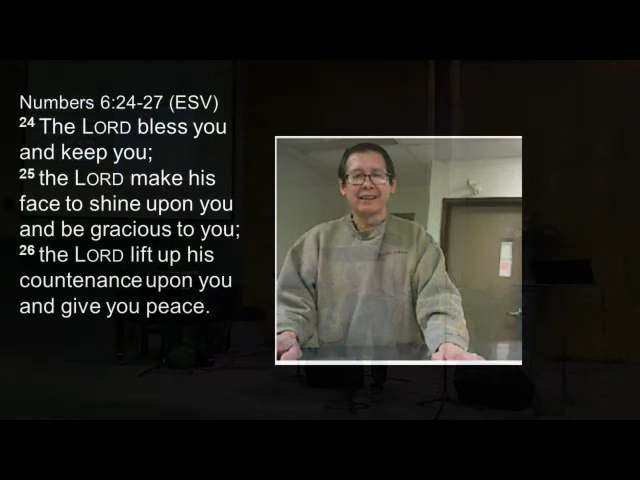 Numbers 6:24-27 (ESV)
24 The LORD bless you
and keep you;
25 the LORD make his
face to shine upon you
and be gracious to you;
26 the LORD lift up his
countenance upon you
and give you peace.